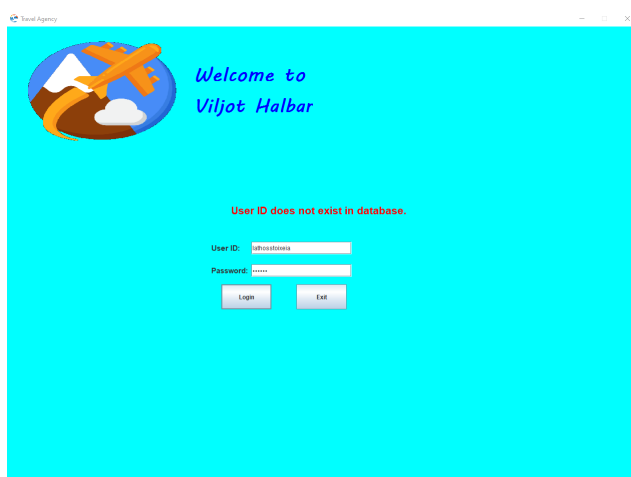 Travel Agency
Welcome to
Viljot Halbar
User ID does not exist in database.
User ID: lathosstoixeia
Password: ••••••
Login Exit